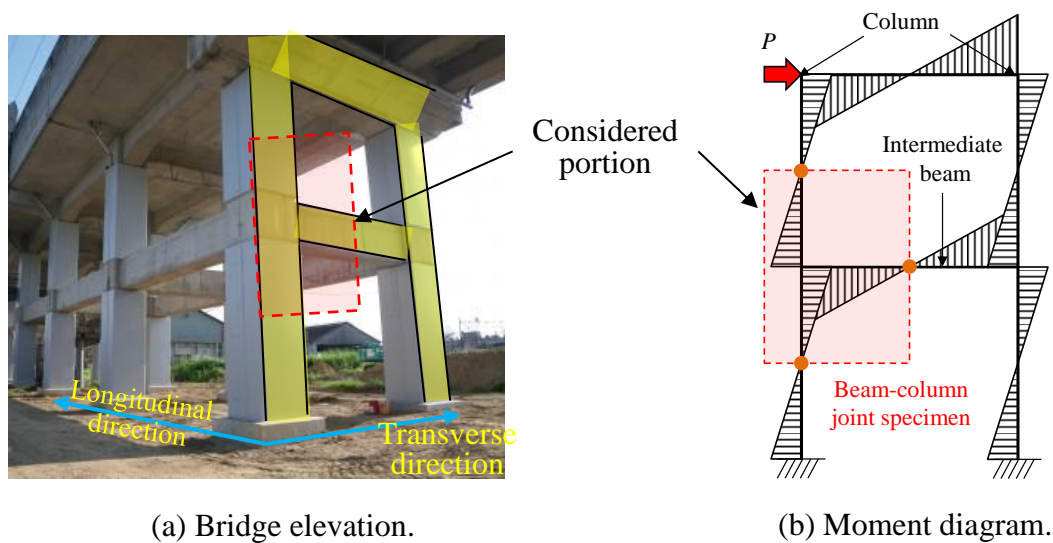 Longitudinal
direction
Transverse
direction
Considered
portion
P
Column
Intermediate
beam
Beam-column
joint specimen
(a) Bridge elevation.
(b) Moment diagram.